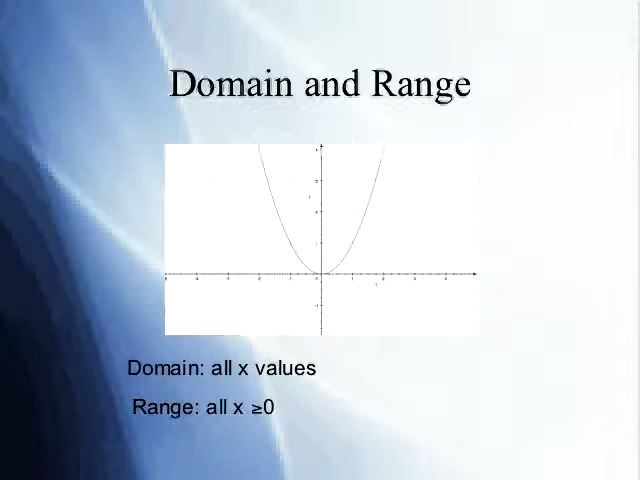 Domain and Range
Domain: all x values
Range: all x ≥0